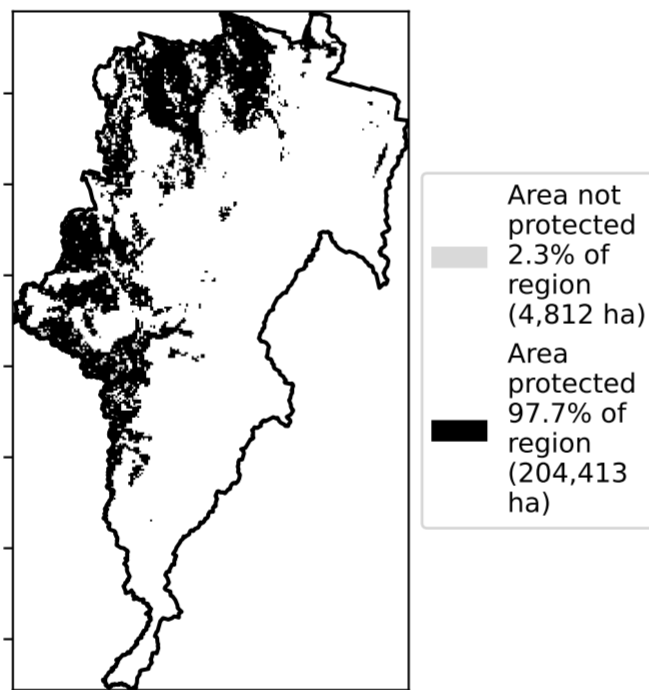 Area not
protected
2.3% of
region
(4,812 ha)
Area
protected
97.7% of
region
(204,413
ha)